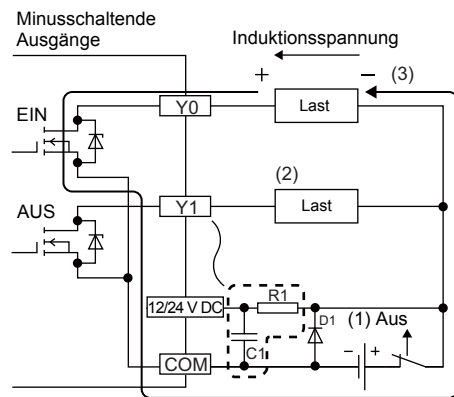 Minusschaltende
Ausgänge
Induktionsspannung
+
–
(3)
Y0
Last
EIN
(2)
Y1
Last
AUS
12/24 V DC
R1
D1
(1) Aus
C1
– +
COM